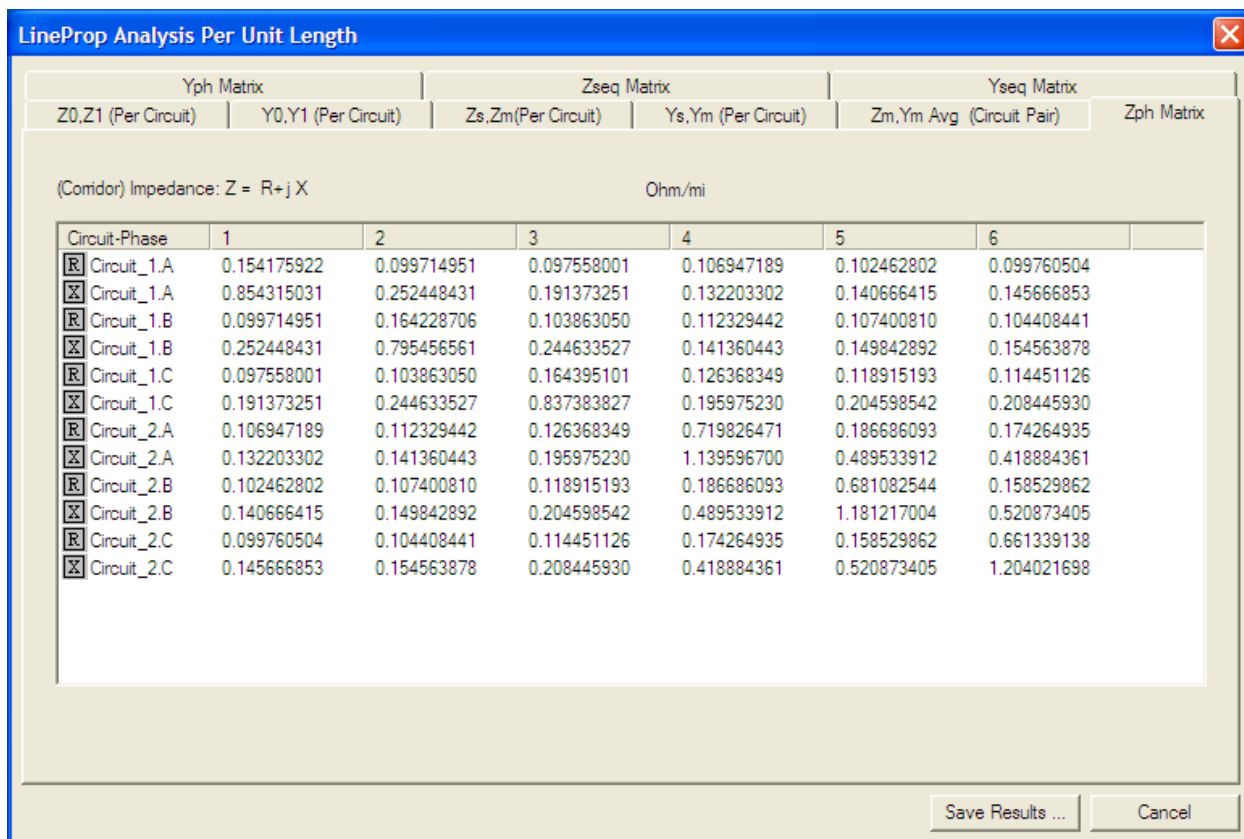 LineProp Analysis Per Unit Length
Yph Matrix Zseq Matrix Yseq Matrix
Z0,Z1 (Per Circuit) Y0,Y1 (Per Circuit) Zs,Zm(Per Circuit) Ys,Ym (Per Circuit) Zm,Ym Avg (Circuit Pair) Zph Matrix
(Corridor) Impedance: Z = R+j X Ohm/mi
Circuit-Phase 1 2 3 4 5 6
R Circuit_1.A 0.154175922 0.099714951 0.097558001 0.106947189 0.102462802 0.099760504
X Circuit_1.A 0.854315031 0.252448431 0.191373251 0.132203302 0.140666415 0.145666853
R Circuit_1.B 0.099714951 0.164228706 0.103863050 0.112329442 0.107400810 0.104408441
X Circuit_1.B 0.252448431 0.795456561 0.244633527 0.141360443 0.149842892 0.154563878
R Circuit_1.C 0.097558001 0.103863050 0.164395101 0.126368349 0.118915193 0.114451126
X Circuit_1.C 0.191373251 0.244633527 0.837383827 0.195975230 0.204598542 0.208445930
R Circuit_2.A 0.106947189 0.112329442 0.126368349 0.719826471 0.186686093 0.174264935
X Circuit_2.A 0.132203302 0.141360443 0.195975230 1.139596700 0.489533912 0.418884361
R Circuit_2.B 0.102462802 0.107400810 0.118915193 0.186686093 0.681082544 0.158529862
X Circuit_2.B 0.140666415 0.149842892 0.204598542 0.489533912 1.181217004 0.520873405
R Circuit_2.C 0.099760504 0.104408441 0.114451126 0.174264935 0.158529862 0.661339138
X Circuit_2.C 0.145666853 0.154563878 0.208445930 0.418884361 0.520873405 1.204021698
Save Results ... Cancel